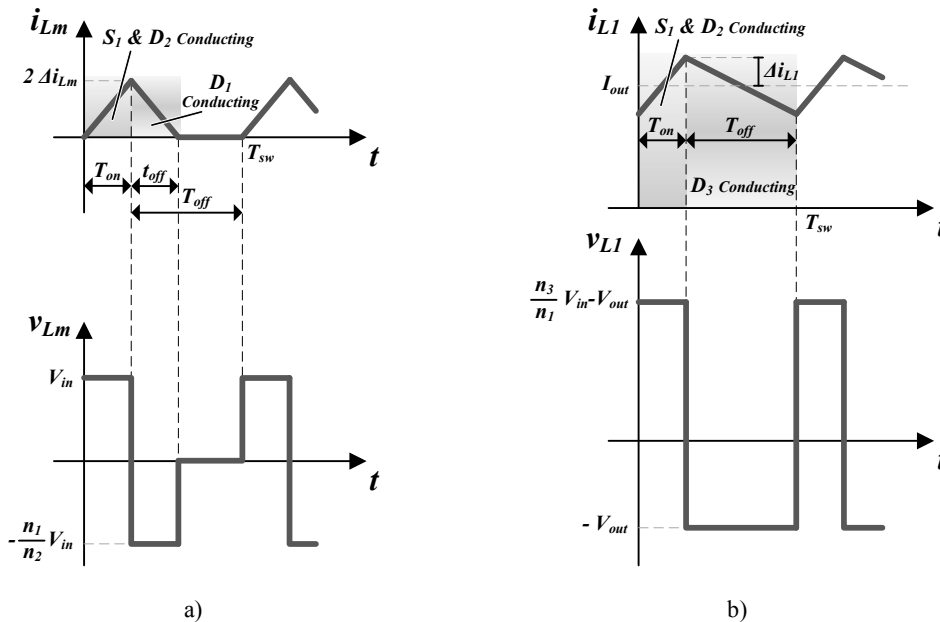 i_Lm
S_1 & D_2 Conducting
2 Δi_Lm
D_1
Conducting
T_sw
t
T_on
t_off
T_off
v_Lm
V_in
t
-n_1/n_2 V_in
a)
i_L1
S_1 & D_2 Conducting
I_out
Δi_L1
T_on
T_off
D_3 Conducting
T_sw
t
v_L1
n_3/n_1 V_in-V_out
t
- V_out
b)